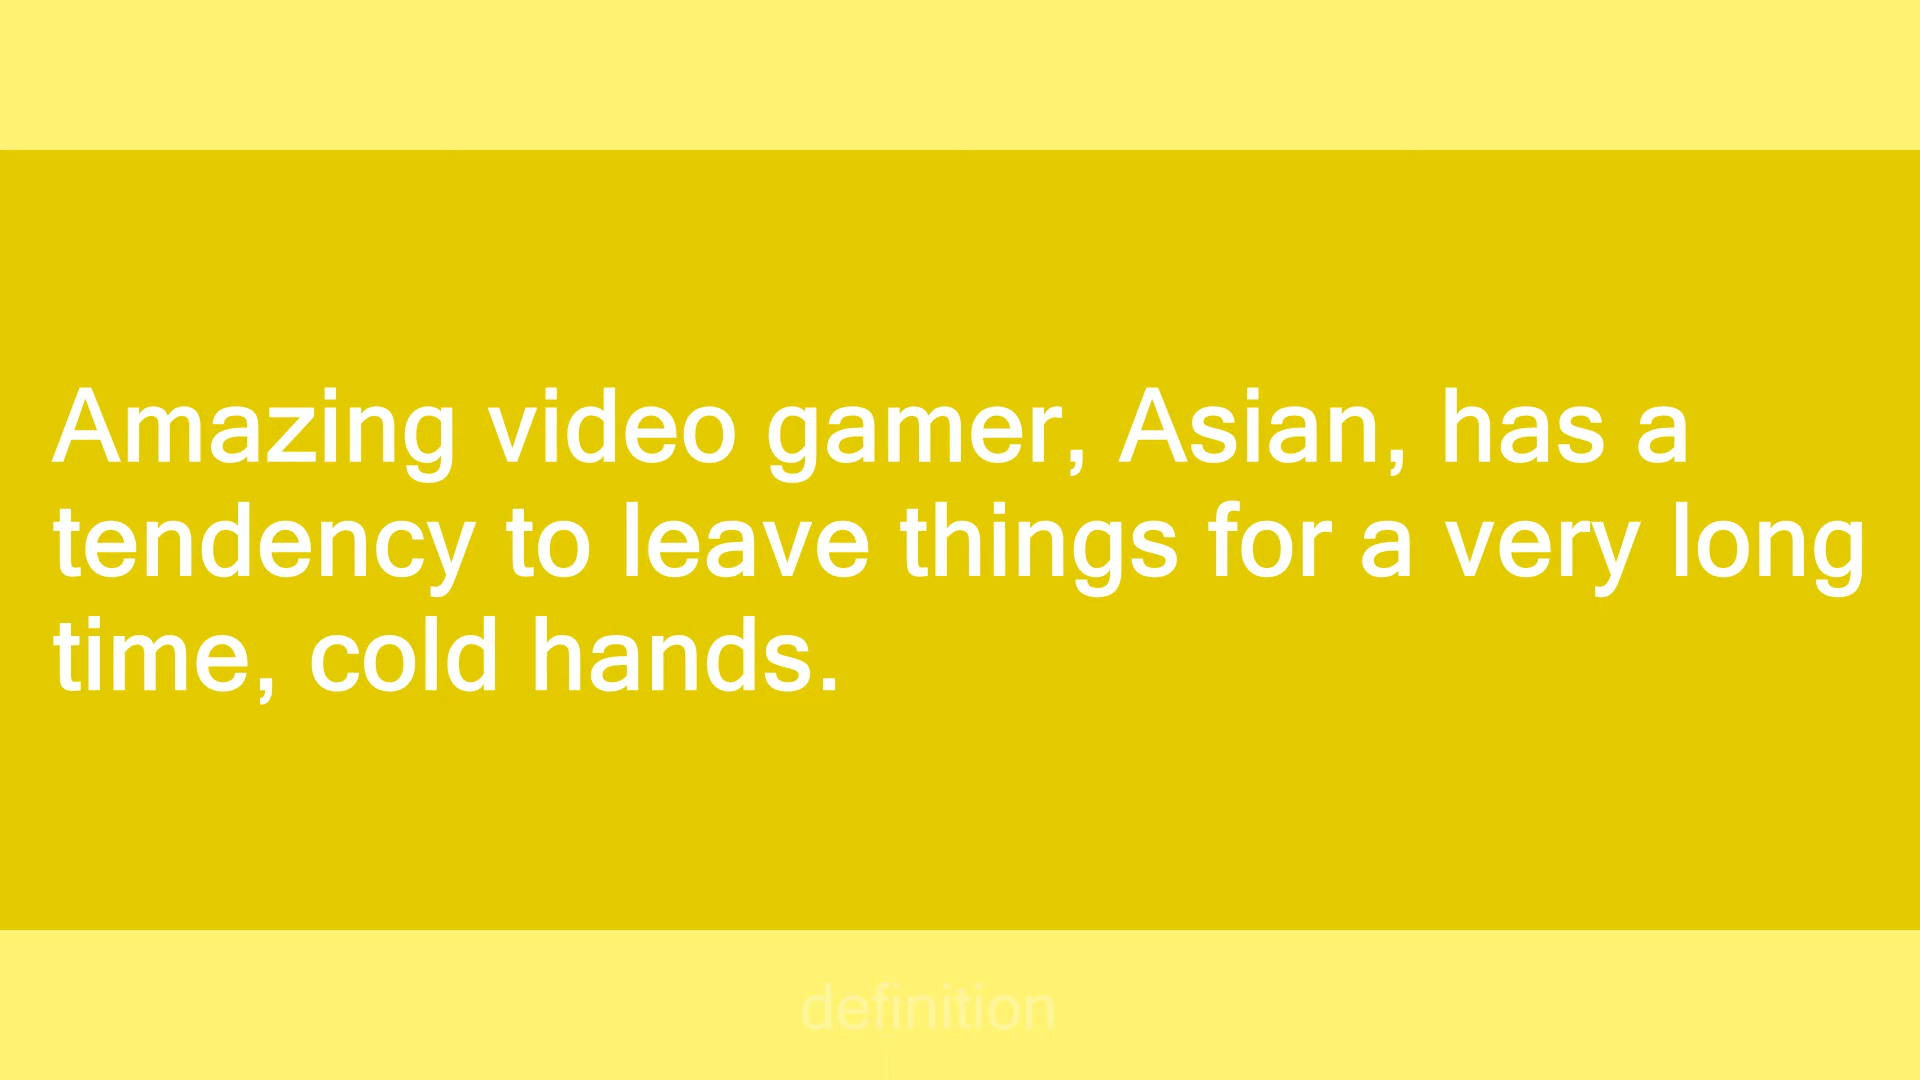 Amazing video gamer, Asian, has a
tendency to leave things for a very long
time, cold hands.
definition